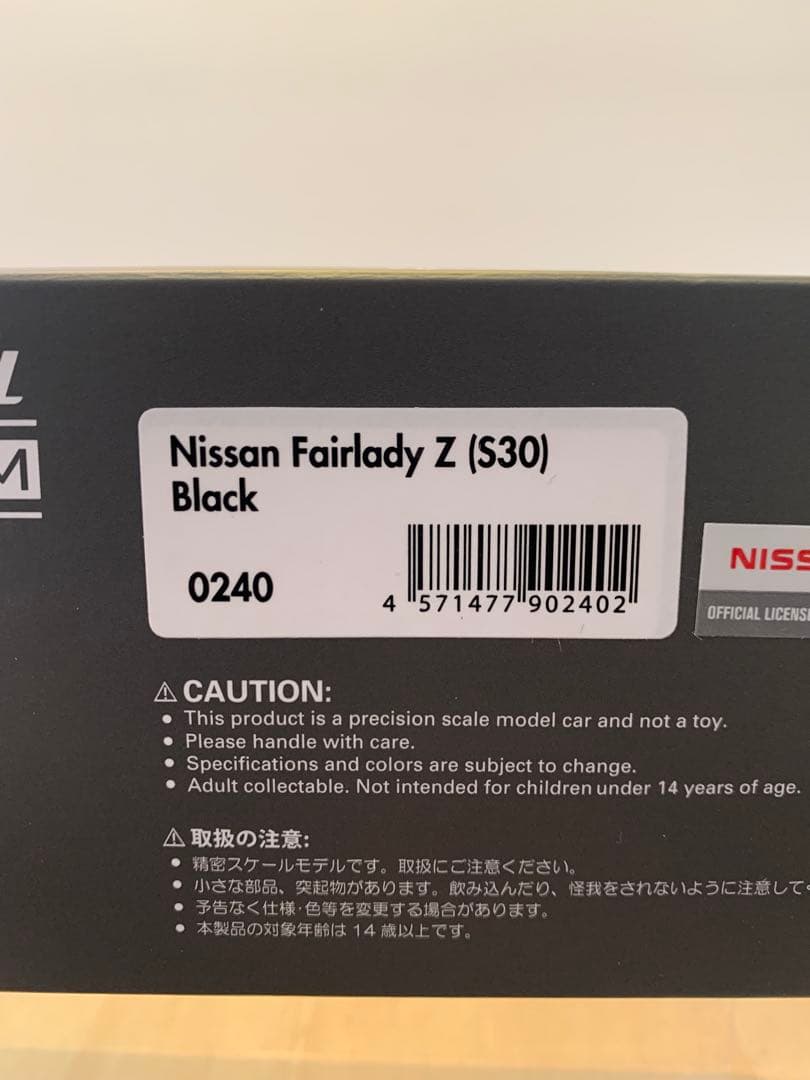 Nissan Fairlady Z (S30)
Black
0240
4 571477 902402
NISS
OFFICIAL LICENS
⚠ CAUTION:
• This product is a precision scale model car and not a toy.
• Please handle with care.
• Specifications and colors are subject to change.
• Adult collectable. Not intended for children under 14 years of age.
⚠ 取扱の注意:
• 精密スケールモデルです。取扱にご注意ください。
• 小さな部品、突起物があります。飲み込んだり、怪我をされないように注意して
• 予告なく仕様・色等を変更する場合があります。
• 本製品の対象年齢は 14 歳以上です。